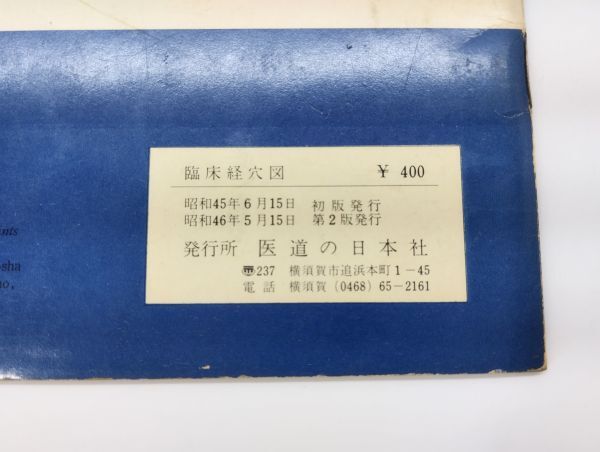 臨床経穴図 ¥ 400
昭和45年6月15日 初版発行
昭和46年5月15日 第2版発行
発行所 医道の日本社
〠237 横須賀市追浜本町1-45
電話 横須賀 (0468) 65-2161